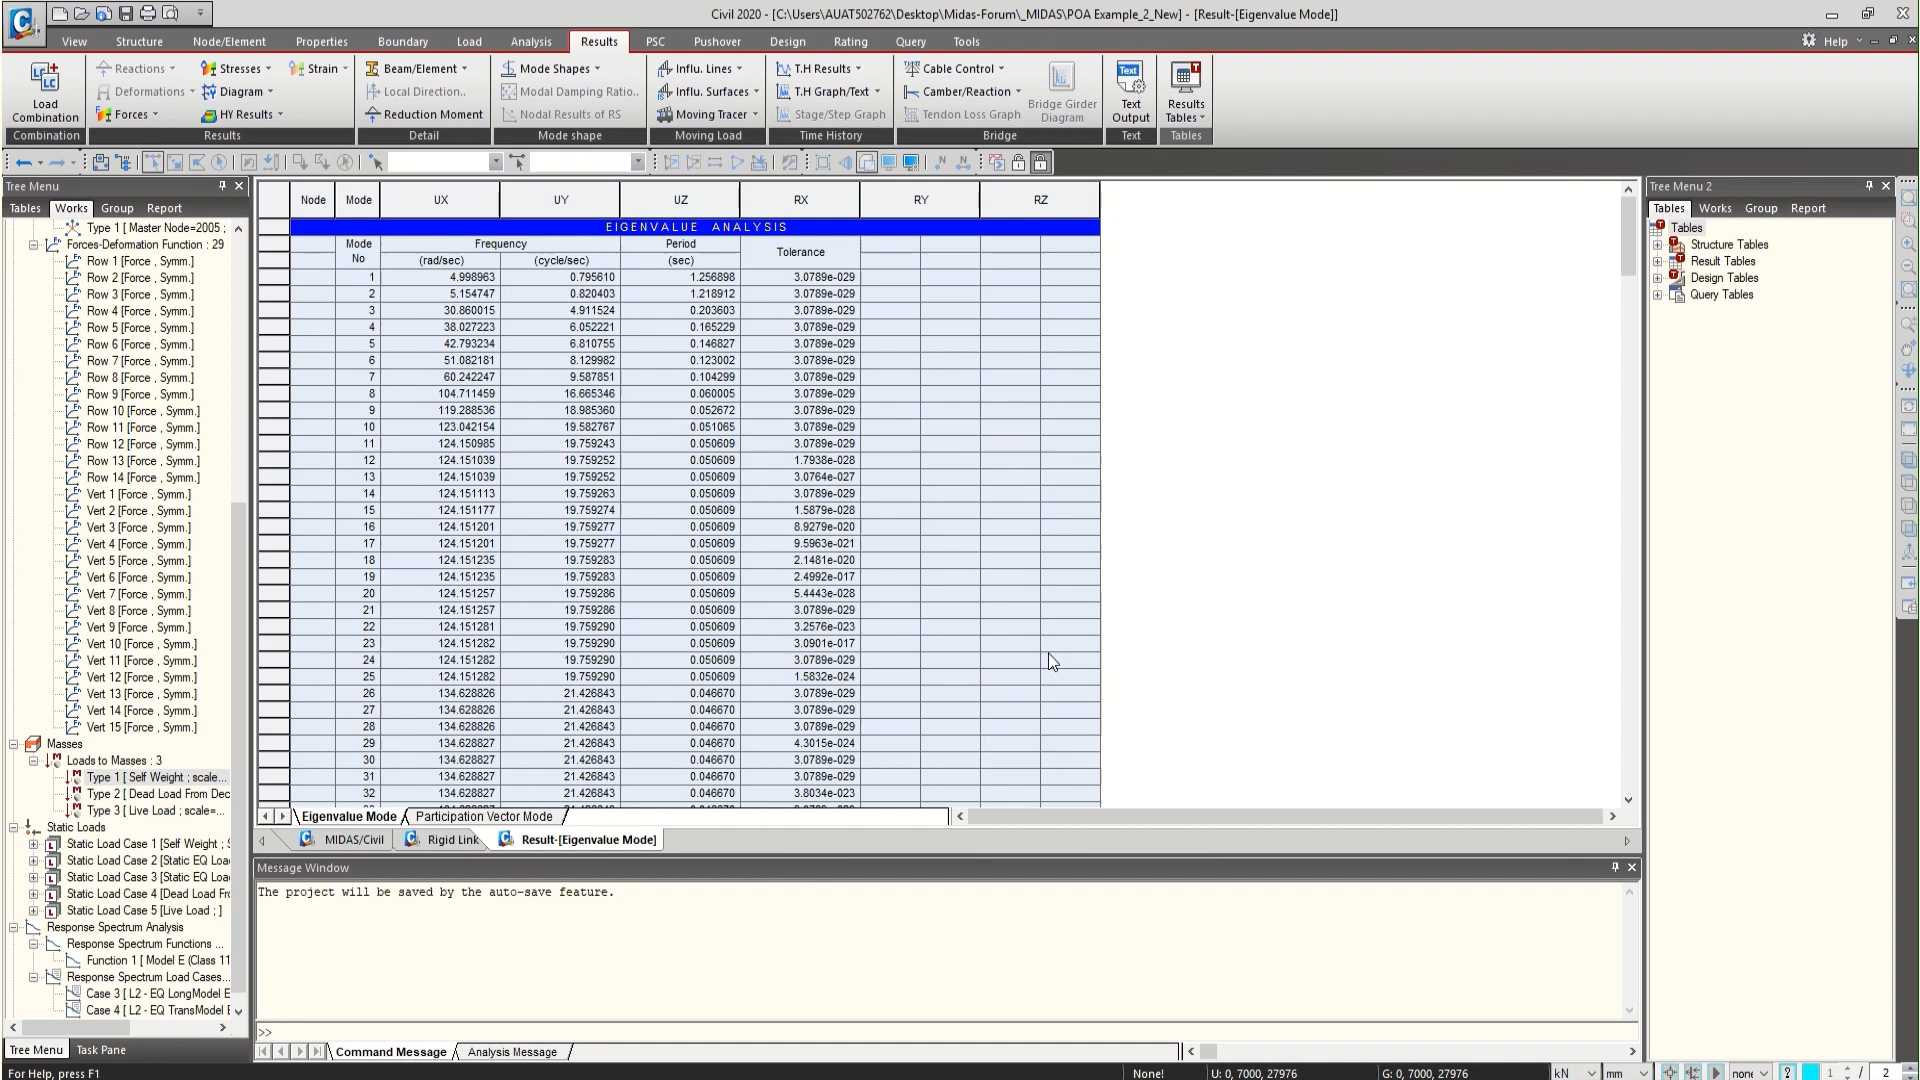 Civil 2020 - [C:\Users\AUAT502762\Desktop\Midas-Forum\_MIDAS\POA Example_2_New] - [Result-[Eigenvalue Mode]]
View Structure Node/Element Properties Boundary Load Analysis Results PSC Pushover Design Rating Query Tools Help
Reactions Stresses Strain Beam/Element Mode Shapes Influ. Lines T.H Results Cable Control
Deformations Diagram Local Direction.. Modal Damping Ratio.. Influ. Surfaces T.H Graph/Text Camber/Reaction
Forces HY Results Reduction Moment Nodal Results of RS Moving Tracer Stage/Step Graph Tendon Loss Graph
Load Combination
Bridge Girder Diagram
Text Output
Results Tables
Combination Results Detail Mode shape Moving Load Time History Bridge Text Tables
Tree Menu
Tables Works Group Report
Type 1 [ Master Node=2005 ;
Forces-Deformation Function : 29
Row 1 [Force , Symm.]
Row 2 [Force , Symm.]
Row 3 [Force , Symm.]
Row 4 [Force , Symm.]
Row 5 [Force , Symm.]
Row 6 [Force , Symm.]
Row 7 [Force , Symm.]
Row 8 [Force , Symm.]
Row 9 [Force , Symm.]
Row 10 [Force , Symm.]
Row 11 [Force , Symm.]
Row 12 [Force , Symm.]
Row 13 [Force , Symm.]
Row 14 [Force , Symm.]
Vert 1 [Force , Symm.]
Vert 2 [Force , Symm.]
Vert 3 [Force , Symm.]
Vert 4 [Force , Symm.]
Vert 5 [Force , Symm.]
Vert 6 [Force , Symm.]
Vert 7 [Force , Symm.]
Vert 8 [Force , Symm.]
Vert 9 [Force , Symm.]
Vert 10 [Force , Symm.]
Vert 11 [Force , Symm.]
Vert 12 [Force , Symm.]
Vert 13 [Force , Symm.]
Vert 14 [Force , Symm.]
Vert 15 [Force , Symm.]
Masses
Loads to Masses : 3
Type 1 [ Self Weight ; scale...
Type 2 [ Dead Load From Dec
Type 3 [ Live Load ; scale=...
Static Loads
Static Load Case 1 [Self Weight ; S
Static Load Case 2 [Static EQ Loa
Static Load Case 3 [Static EQ Loa
Static Load Case 4 [Dead Load Fr
Static Load Case 5 [Live Load ; ]
Response Spectrum Analysis
Response Spectrum Functions ...
Function 1 [ Model E (Class 11
Response Spectrum Load Cases...
Case 3 [ L2 - EQ LongModel E
Case 4 [ L2 - EQ TransModel E
Tree Menu Task Pane
Node Mode UX UY UZ RX RY RZ
EIGENVALUE ANALYSIS
Mode No Frequency Period Tolerance
(rad/sec) (cycle/sec) (sec)
1 4.998963 0.795610 1.256898 3.0789e-029
2 5.154747 0.820403 1.218912 3.0789e-029
3 30.860015 4.911524 0.203603 3.0789e-029
4 38.027223 6.052221 0.165229 3.0789e-029
5 42.793234 6.810755 0.146827 3.0789e-029
6 51.082181 8.129982 0.123002 3.0789e-029
7 60.242247 9.587851 0.104299 3.0789e-029
8 104.711459 16.665346 0.060005 3.0789e-029
9 119.288536 18.985360 0.052672 3.0789e-029
10 123.042154 19.582767 0.051065 3.0789e-029
11 124.150985 19.759243 0.050609 3.0789e-029
12 124.151039 19.759252 0.050609 1.7938e-028
13 124.151039 19.759252 0.050609 3.0764e-027
14 124.151113 19.759263 0.050609 3.0789e-029
15 124.151177 19.759274 0.050609 1.5879e-028
16 124.151201 19.759277 0.050609 8.9279e-020
17 124.151201 19.759277 0.050609 9.5963e-021
18 124.151235 19.759283 0.050609 2.1481e-020
19 124.151235 19.759283 0.050609 2.4992e-017
20 124.151257 19.759286 0.050609 5.4443e-028
21 124.151257 19.759286 0.050609 3.0789e-029
22 124.151281 19.759290 0.050609 3.2576e-023
23 124.151282 19.759290 0.050609 3.0901e-017
24 124.151282 19.759290 0.050609 3.0789e-029
25 124.151282 19.759290 0.050609 1.5832e-024
26 134.628826 21.426843 0.046670 3.0789e-029
27 134.628826 21.426843 0.046670 3.0789e-029
28 134.628826 21.426843 0.046670 3.0789e-029
29 134.628827 21.426843 0.046670 4.3015e-024
30 134.628827 21.426843 0.046670 3.0789e-029
31 134.628827 21.426843 0.046670 3.0789e-029
32 134.628827 21.426843 0.046670 3.8034e-023
Eigenvalue Mode Participation Vector Mode
MIDAS/Civil Rigid Link Result-[Eigenvalue Mode]
Message Window
The project will be saved by the auto-save feature.
>>
Command Message Analysis Message
Tree Menu 2
Tables Works Group Report
Tables
Structure Tables
Result Tables
Design Tables
Query Tables
For Help, press F1 None! U: 0, 7000, 27976 G: 0, 7000, 27976 kN mm none 1 / 2